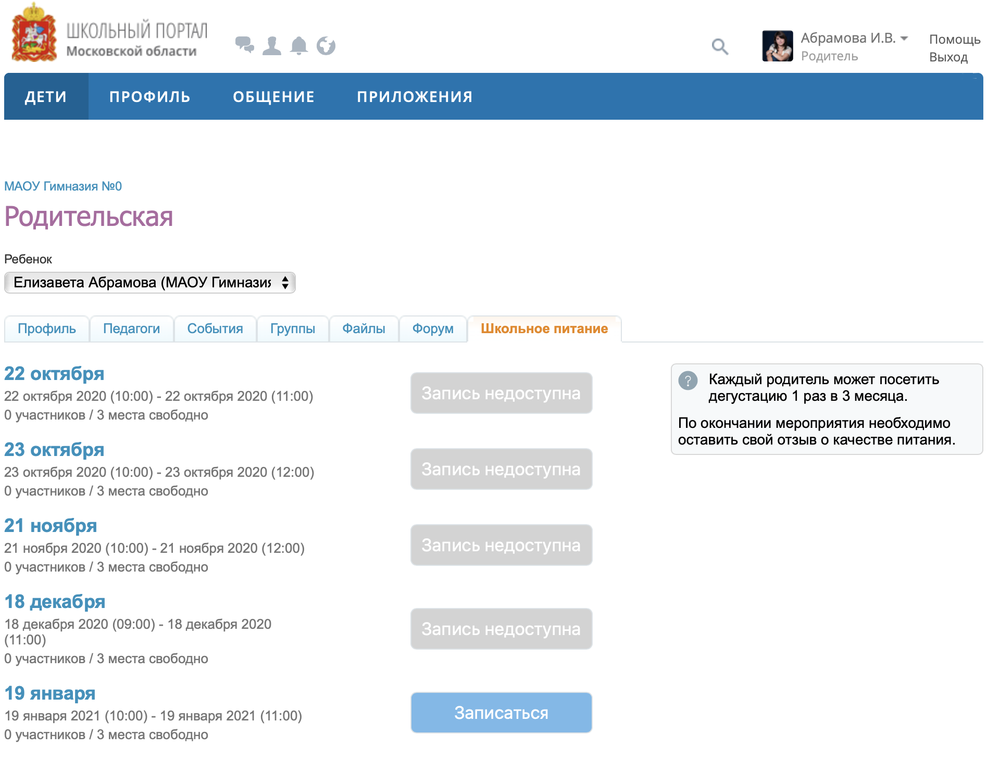 ШКОЛЬНЫЙ ПОРТАЛ
Московской области
Абрамова И.В.
Родитель
Помощь
Выход
ДЕТИ
ПРОФИЛЬ
ОБЩЕНИЕ
ПРИЛОЖЕНИЯ
МАОУ Гимназия №0
Родительская
Ребенок
Елизавета Абрамова (МАОУ Гимназия
Профиль
Педагоги
События
Группы
Файлы
Форум
Школьное питание
22 октября
22 октября 2020 (10:00) - 22 октября 2020 (11:00)
0 участников / 3 места свободно
Запись недоступна
23 октября
23 октября 2020 (10:00) - 23 октября 2020 (12:00)
0 участников / 3 места свободно
Запись недоступна
21 ноября
21 ноября 2020 (10:00) - 21 ноября 2020 (12:00)
0 участников / 3 места свободно
Запись недоступна
18 декабря
18 декабря 2020 (09:00) - 18 декабря 2020
(11:00)
0 участников / 3 места свободно
Запись недоступна
19 января
19 января 2021 (10:00) - 19 января 2021 (11:00)
0 участников / 3 места свободно
Записаться
?
Каждый родитель может посетить
дегустацию 1 раз в 3 месяца.
По окончании мероприятия необходимо
оставить свой отзыв о качестве питания.